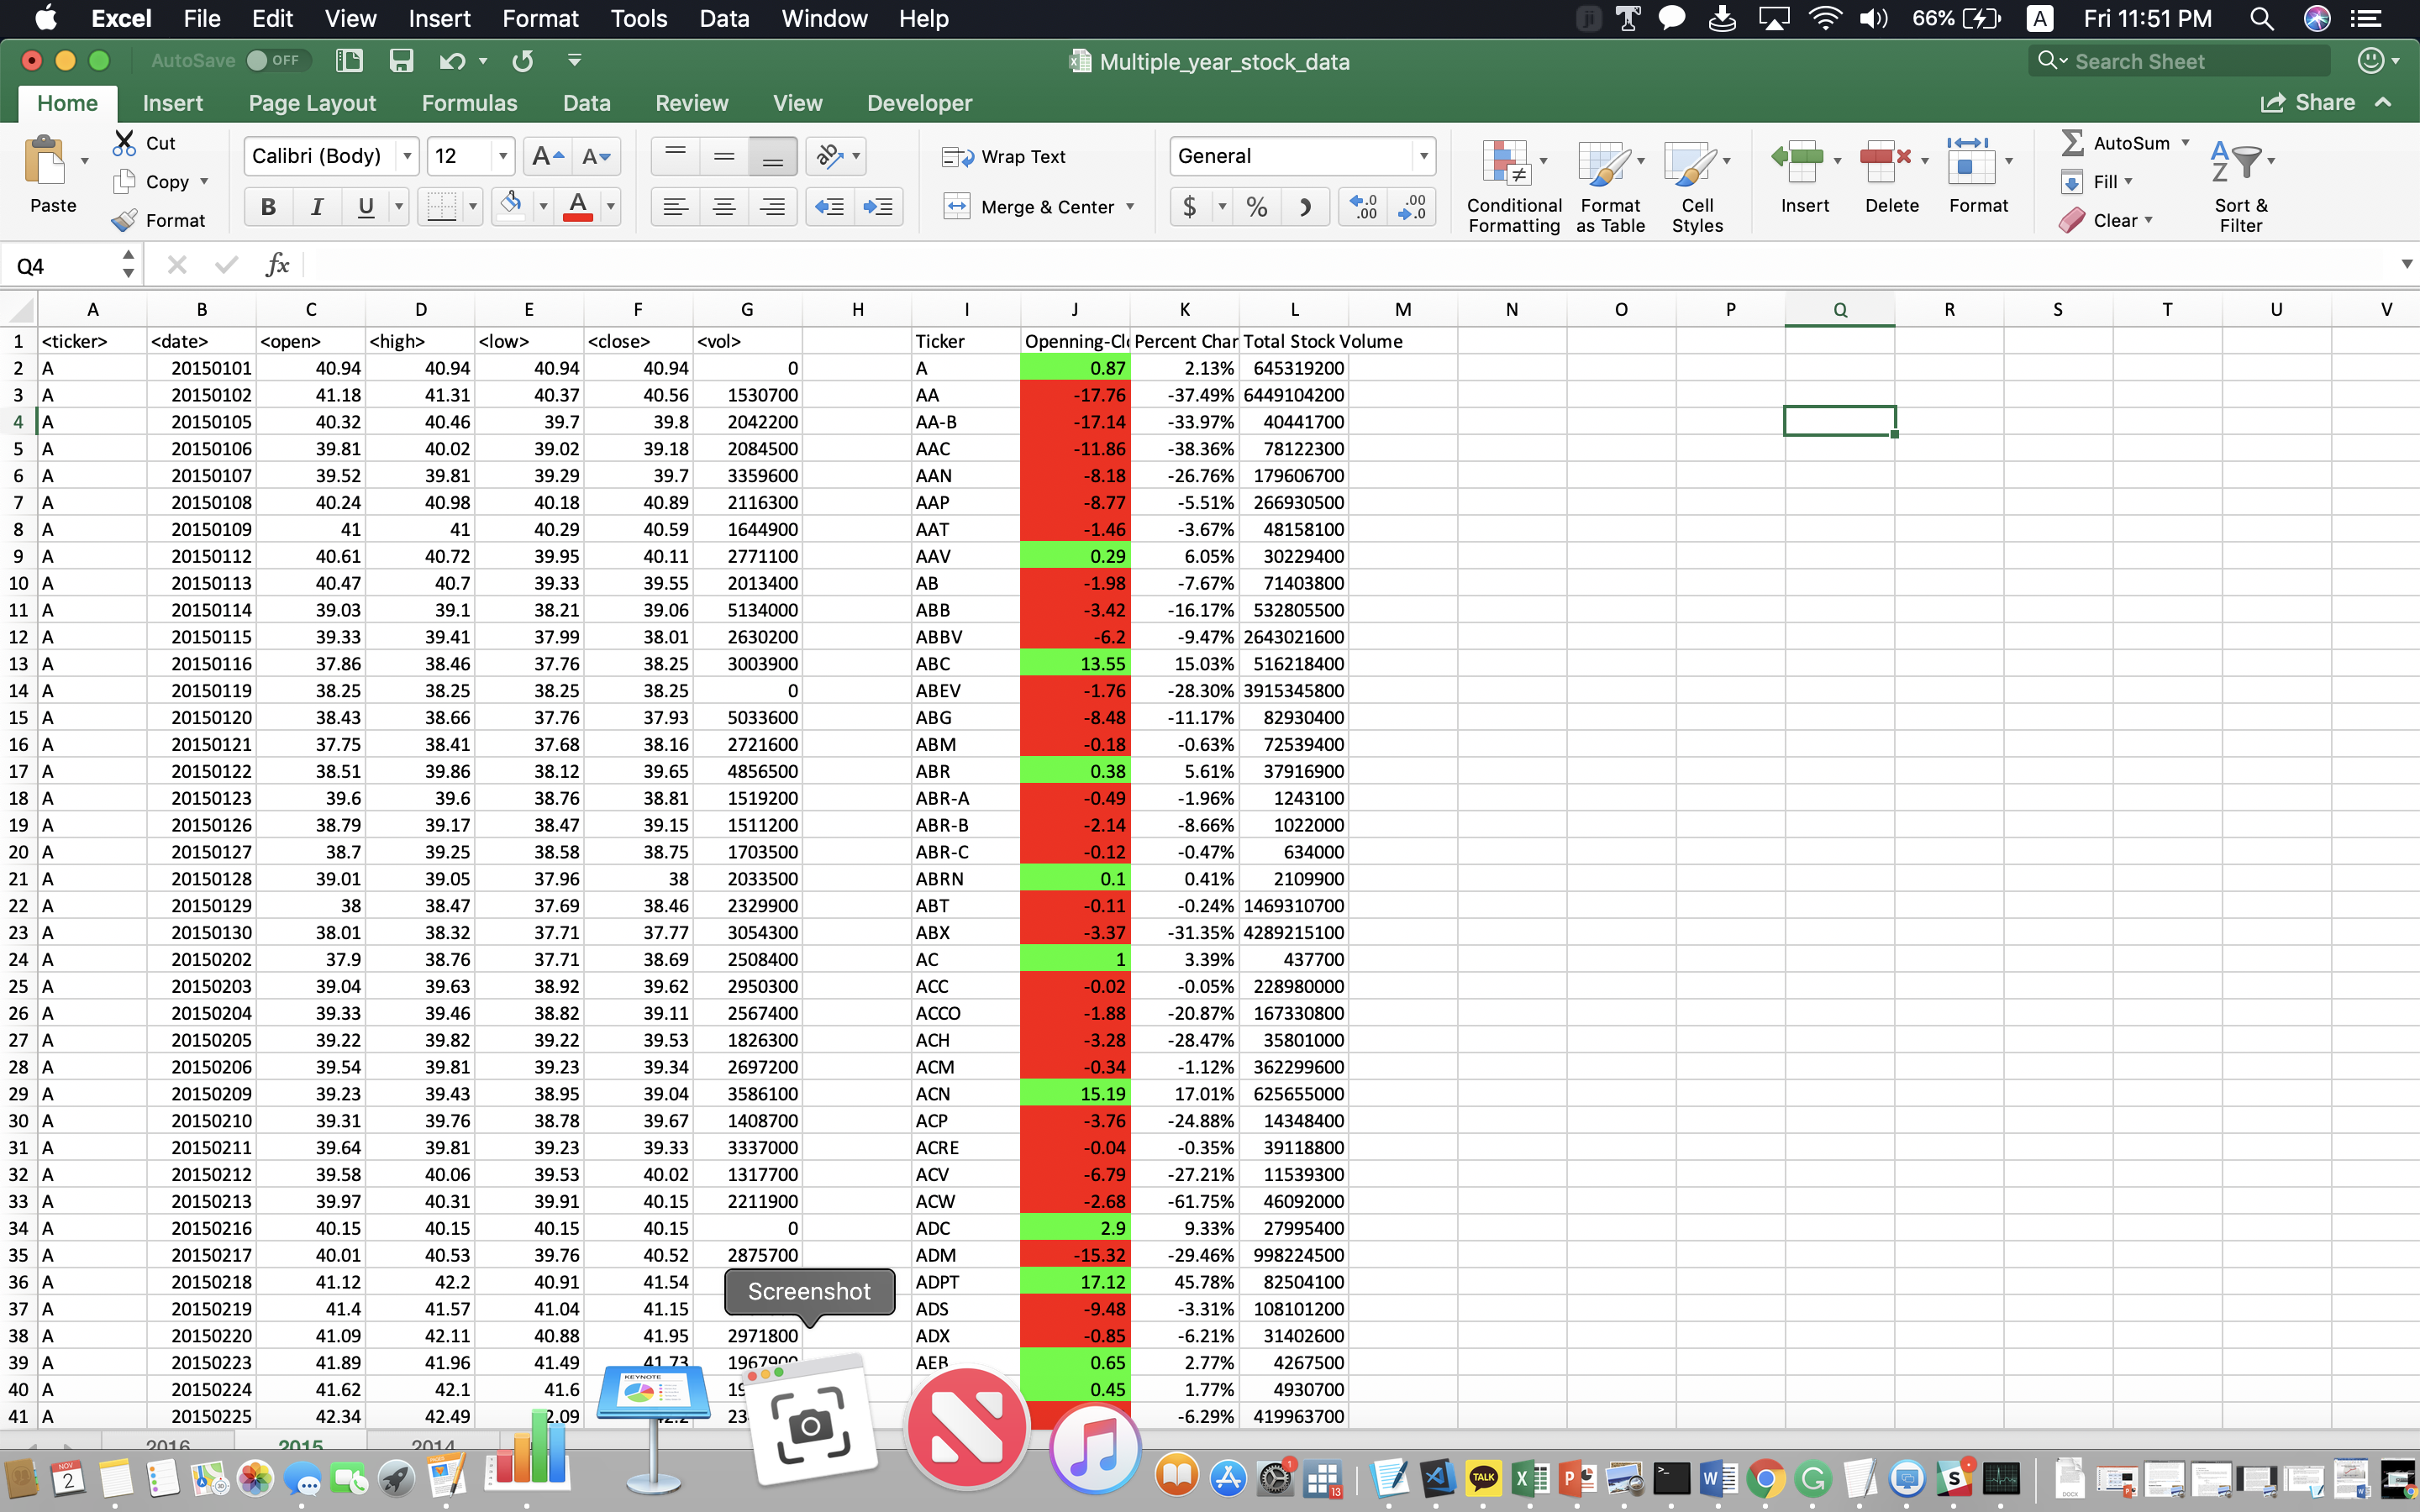 Excel File Edit View Insert Format Tools Data Window Help 66% A Fri 11:51 PM
AutoSave OFF Multiple_year_stock_data Search Sheet
Home Insert Page Layout Formulas Data Review View Developer Share
Paste Cut Copy Format
Calibri (Body) 12 A A
B I U A
Wrap Text
Merge & Center
General
$ % .0 .00 .00 .0
Conditional Formatting Format as Table Cell Styles Insert Delete Format
AutoSum
Fill
Clear
Sort & Filter
Q4 fx
A B C D E F G H I J K L M N O P Q R S T U V
1 <ticker> <date> <open> <high> <low> <close> <vol> Ticker Openning-Cl Percent Char Total Stock Volume
2 A 20150101 40.94 40.94 40.94 40.94 0 A 0.87 2.13% 645319200
3 A 20150102 41.18 41.31 40.37 40.56 1530700 AA -17.76 -37.49% 6449104200
4 A 20150105 40.32 40.46 39.7 39.8 2042200 AA-B -17.14 -33.97% 40441700
5 A 20150106 39.81 40.02 39.02 39.18 2084500 AAC -11.86 -38.36% 78122300
6 A 20150107 39.52 39.81 39.29 39.7 3359600 AAN -8.18 -26.76% 179606700
7 A 20150108 40.24 40.98 40.18 40.89 2116300 AAP -8.77 -5.51% 266930500
8 A 20150109 41 41 40.29 40.59 1644900 AAT -1.46 -3.67% 48158100
9 A 20150112 40.61 40.72 39.95 40.11 2771100 AAV 0.29 6.05% 30229400
10 A 20150113 40.47 40.7 39.33 39.55 2013400 AB -1.98 -7.67% 71403800
11 A 20150114 39.03 39.1 38.21 39.06 5134000 ABB -3.42 -16.17% 532805500
12 A 20150115 39.33 39.41 37.99 38.01 2630200 ABBV -6.2 -9.47% 2643021600
13 A 20150116 37.86 38.46 37.76 38.25 3003900 ABC 13.55 15.03% 516218400
14 A 20150119 38.25 38.25 38.25 38.25 0 ABEV -1.76 -28.30% 3915345800
15 A 20150120 38.43 38.66 37.76 37.93 5033600 ABG -8.48 -11.17% 82930400
16 A 20150121 37.75 38.41 37.68 38.16 2721600 ABM -0.18 -0.63% 72539400
17 A 20150122 38.51 39.86 38.12 39.65 4856500 ABR 0.38 5.61% 37916900
18 A 20150123 39.6 39.6 38.76 38.81 1519200 ABR-A -0.49 -1.96% 1243100
19 A 20150126 38.79 39.17 38.47 39.15 1511200 ABR-B -2.14 -8.66% 1022000
20 A 20150127 38.7 39.25 38.58 38.75 1703500 ABR-C -0.12 -0.47% 634000
21 A 20150128 39.01 39.05 37.96 38 2033500 ABRN 0.1 0.41% 2109900
22 A 20150129 38 38.47 37.69 38.46 2329900 ABT -0.11 -0.24% 1469310700
23 A 20150130 38.01 38.32 37.71 37.77 3054300 ABX -3.37 -31.35% 4289215100
24 A 20150202 37.9 38.76 37.71 38.69 2508400 AC 1 3.39% 437700
25 A 20150203 39.04 39.63 38.92 39.62 2950300 ACC -0.02 -0.05% 228980000
26 A 20150204 39.33 39.46 38.82 39.11 2567400 ACCO -1.88 -20.87% 167330800
27 A 20150205 39.22 39.82 39.22 39.53 1826300 ACH -3.28 -28.47% 35801000
28 A 20150206 39.54 39.81 39.23 39.34 2697200 ACM -0.34 -1.12% 362299600
29 A 20150209 39.23 39.43 38.95 39.04 3586100 ACN 15.19 17.01% 625655000
30 A 20150210 39.31 39.76 38.78 39.67 1408700 ACP -3.76 -24.88% 14348400
31 A 20150211 39.64 39.81 39.23 39.33 3337000 ACRE -0.04 -0.35% 39118800
32 A 20150212 39.58 40.06 39.53 40.02 1317700 ACV -6.79 -27.21% 11539300
33 A 20150213 39.97 40.31 39.91 40.15 2211900 ACW -2.68 -61.75% 46092000
34 A 20150216 40.15 40.15 40.15 40.15 0 ADC 2.9 9.33% 27995400
35 A 20150217 40.01 40.53 39.76 40.52 2875700 ADM -15.32 -29.46% 998224500
36 A 20150218 41.12 42.2 40.91 41.54 ADPT 17.12 45.78% 82504100
Screenshot
37 A 20150219 41.4 41.57 41.04 41.15 ADS -9.48 -3.31% 108101200
38 A 20150220 41.09 42.11 40.88 41.95 2971800 ADX -0.85 -6.21% 31402600
39 A 20150223 41.89 41.96 41.49 41.73 1967900 AEB 0.65 2.77% 4267500
40 A 20150224 41.62 42.1 41.6 0.45 1.77% 4930700
41 A 20150225 42.34 42.49 2.09 42.2 -6.29% 419963700
2016 2015 2014
KEYNOTE
NOV 2 PAGES 1 13 TALK X P W S DOCX